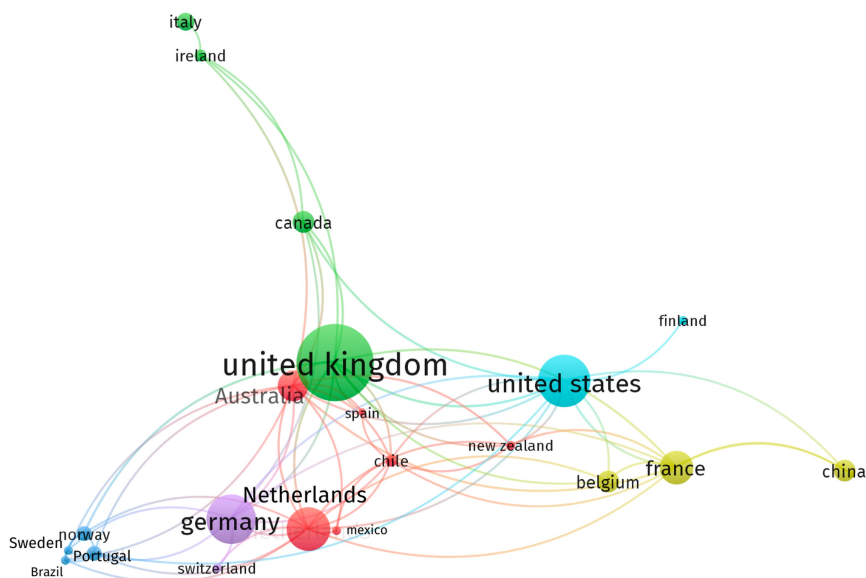 italy
ireland
canada
finland
united kingdom
united states
Australia
spain
new zealand
chile
france
china
belgium
Netherlands
germany
mexico
norway
Sweden
Portugal
switzerland
Brazil